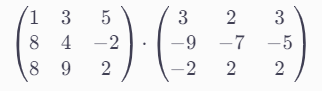 ( 1 3 5 ) ( 3 2 3 )
( 8 4 −2 ) · ( −9 −7 −5 )
( 8 9 2 ) ( −2 2 2 )